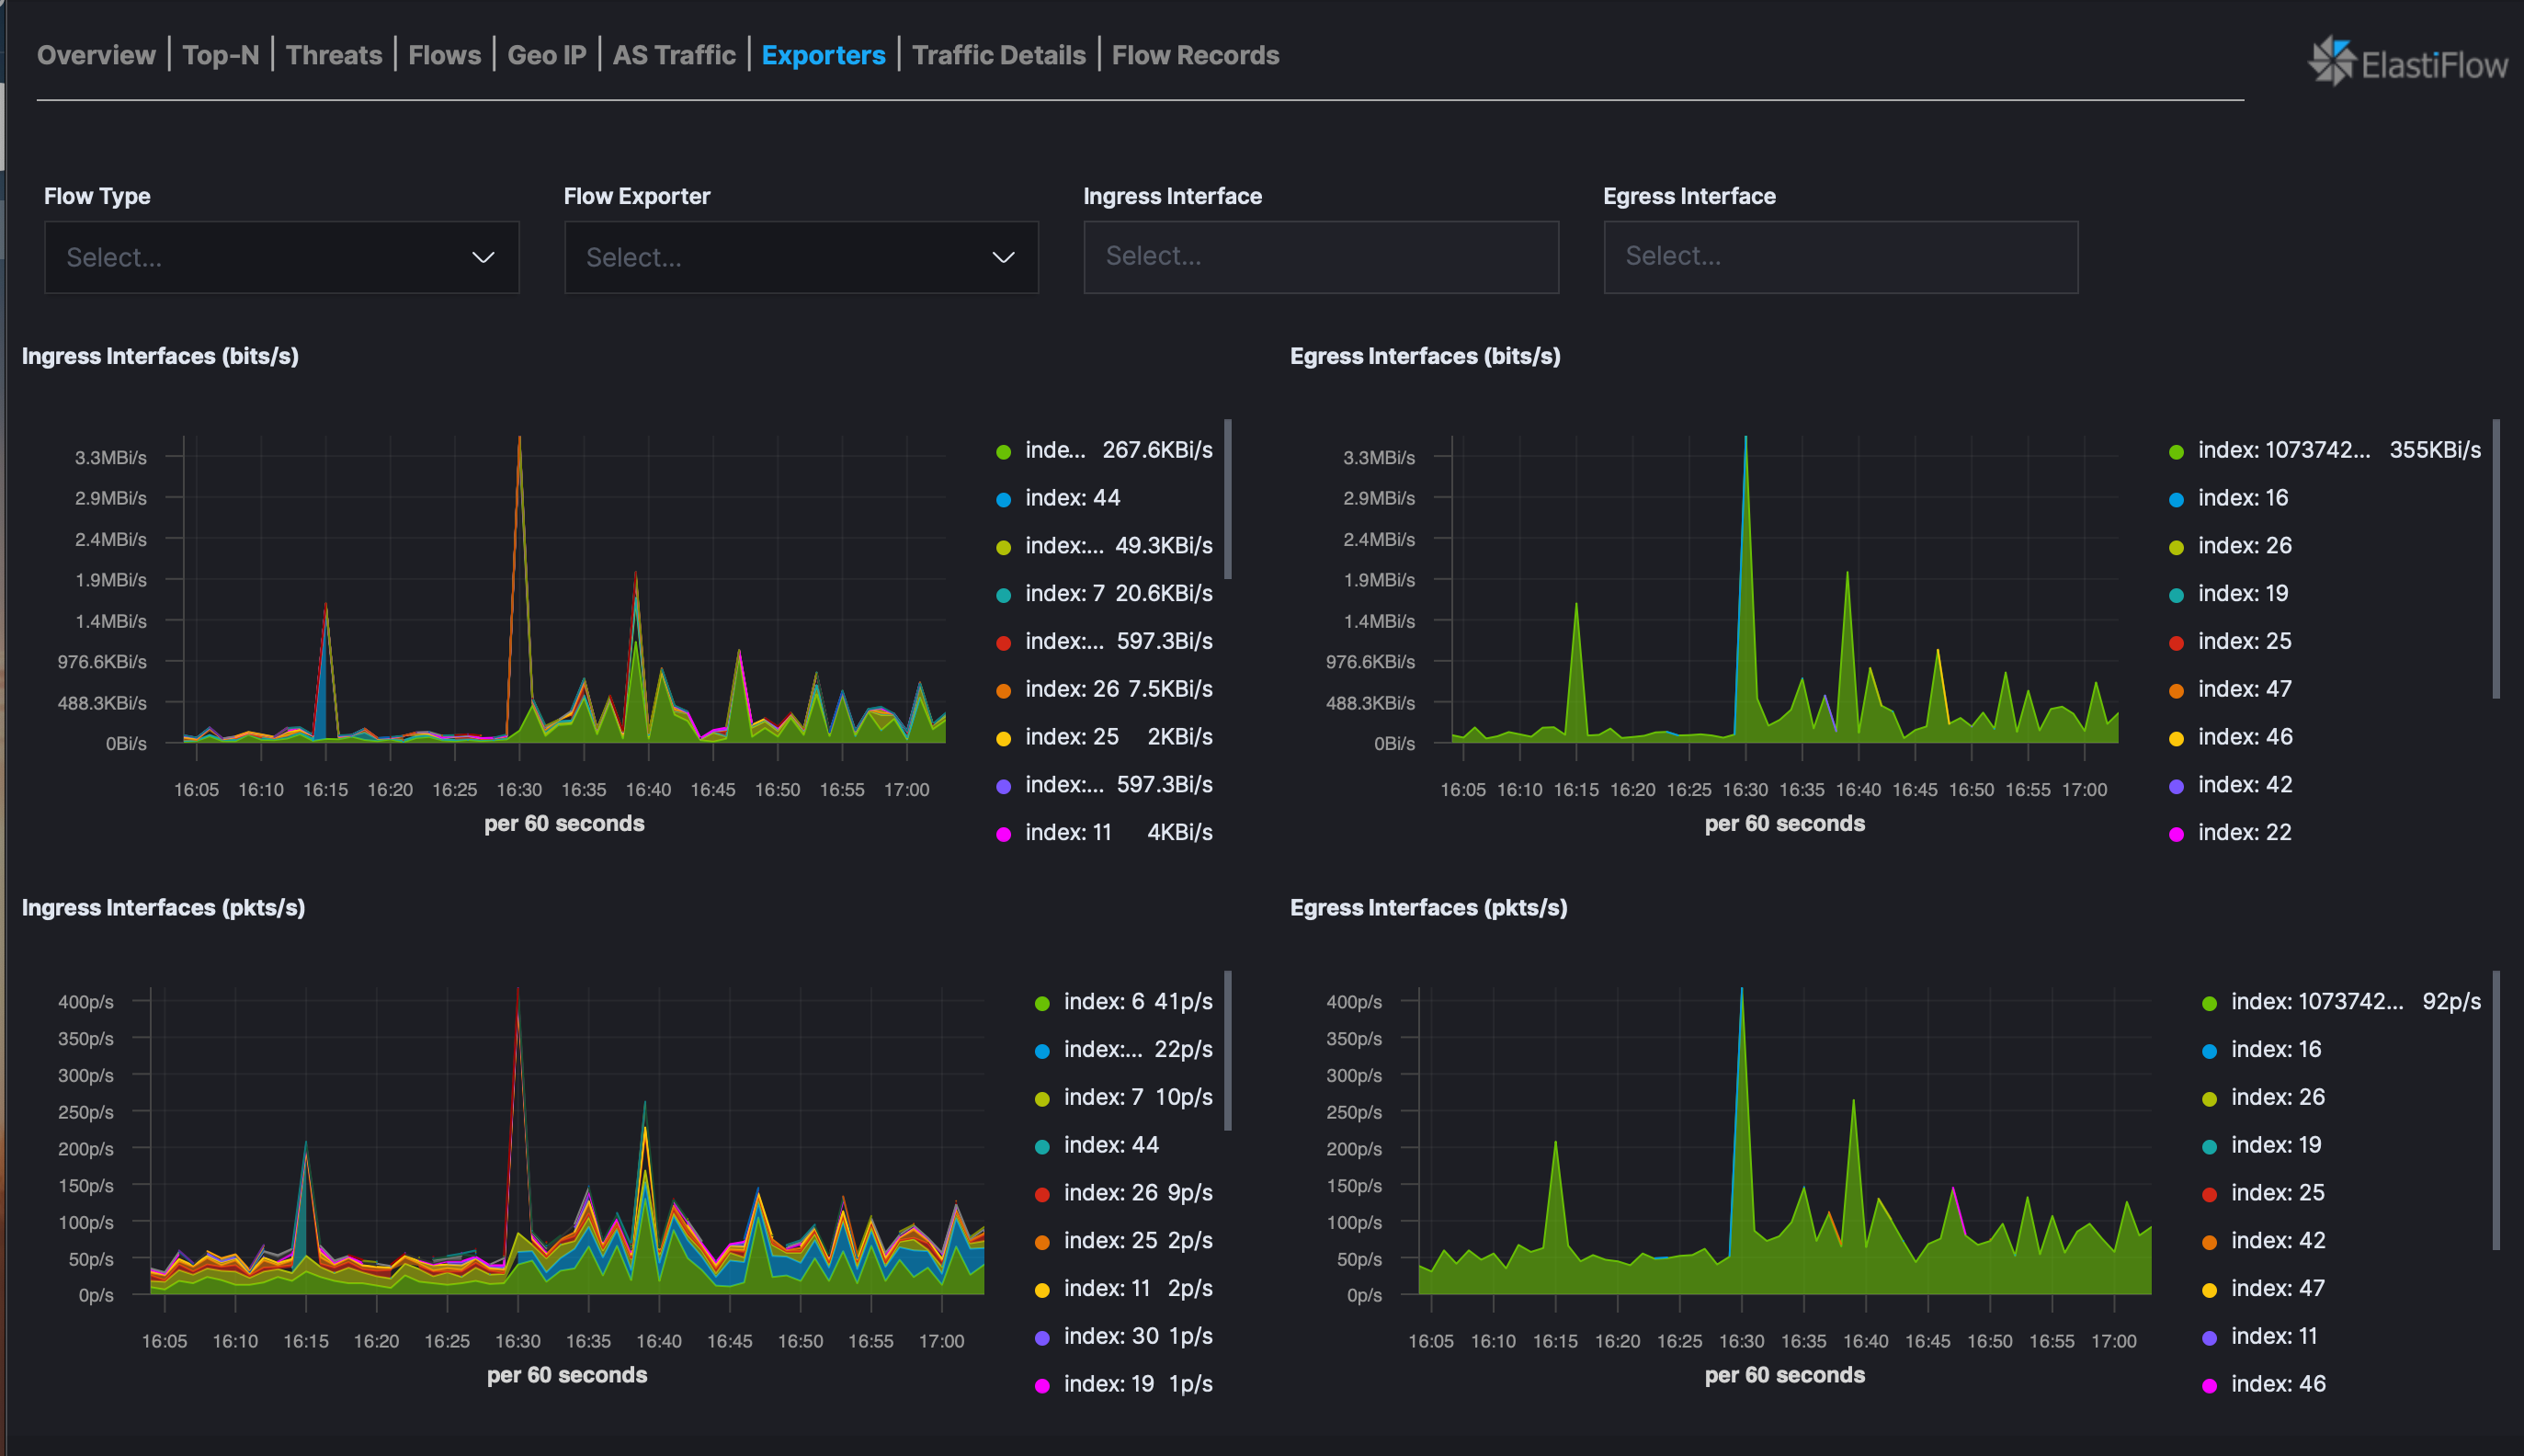 Overview | Top-N | Threats | Flows | Geo IP | AS Traffic | Exporters | Traffic Details | Flow Records
ElastiFlow
Flow Type
Select...
Flow Exporter
Select...
Ingress Interface
Select...
Egress Interface
Select...
Ingress Interfaces (bits/s)
3.3MBi/s
2.9MBi/s
2.4MBi/s
1.9MBi/s
1.4MBi/s
976.6KBi/s
488.3KBi/s
0Bi/s
16:05 16:10 16:15 16:20 16:25 16:30 16:35 16:40 16:45 16:50 16:55 17:00
per 60 seconds
inde... 267.6KBi/s
index: 44
index:... 49.3KBi/s
index: 7 20.6KBi/s
index:... 597.3Bi/s
index: 26 7.5KBi/s
index: 25 2KBi/s
index:... 597.3Bi/s
index: 11 4KBi/s
Egress Interfaces (bits/s)
3.3MBi/s
2.9MBi/s
2.4MBi/s
1.9MBi/s
1.4MBi/s
976.6KBi/s
488.3KBi/s
0Bi/s
16:05 16:10 16:15 16:20 16:25 16:30 16:35 16:40 16:45 16:50 16:55 17:00
per 60 seconds
index: 1073742... 355KBi/s
index: 16
index: 26
index: 19
index: 25
index: 47
index: 46
index: 42
index: 22
Ingress Interfaces (pkts/s)
400p/s
350p/s
300p/s
250p/s
200p/s
150p/s
100p/s
50p/s
0p/s
16:05 16:10 16:15 16:20 16:25 16:30 16:35 16:40 16:45 16:50 16:55 17:00
per 60 seconds
index: 6 41p/s
index:... 22p/s
index: 7 10p/s
index: 44
index: 26 9p/s
index: 25 2p/s
index: 11 2p/s
index: 30 1p/s
index: 19 1p/s
Egress Interfaces (pkts/s)
400p/s
350p/s
300p/s
250p/s
200p/s
150p/s
100p/s
50p/s
0p/s
16:05 16:10 16:15 16:20 16:25 16:30 16:35 16:40 16:45 16:50 16:55 17:00
per 60 seconds
index: 1073742... 92p/s
index: 16
index: 26
index: 19
index: 25
index: 42
index: 47
index: 11
index: 46